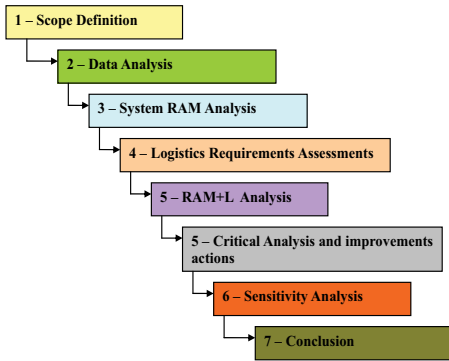 1 – Scope Definition
2 – Data Analysis
3 – System RAM Analysis
4 – Logistics Requirements Assessments
5 – RAM+L Analysis
5 – Critical Analysis and improvements
actions
6 – Sensitivity Analysis
7 – Conclusion